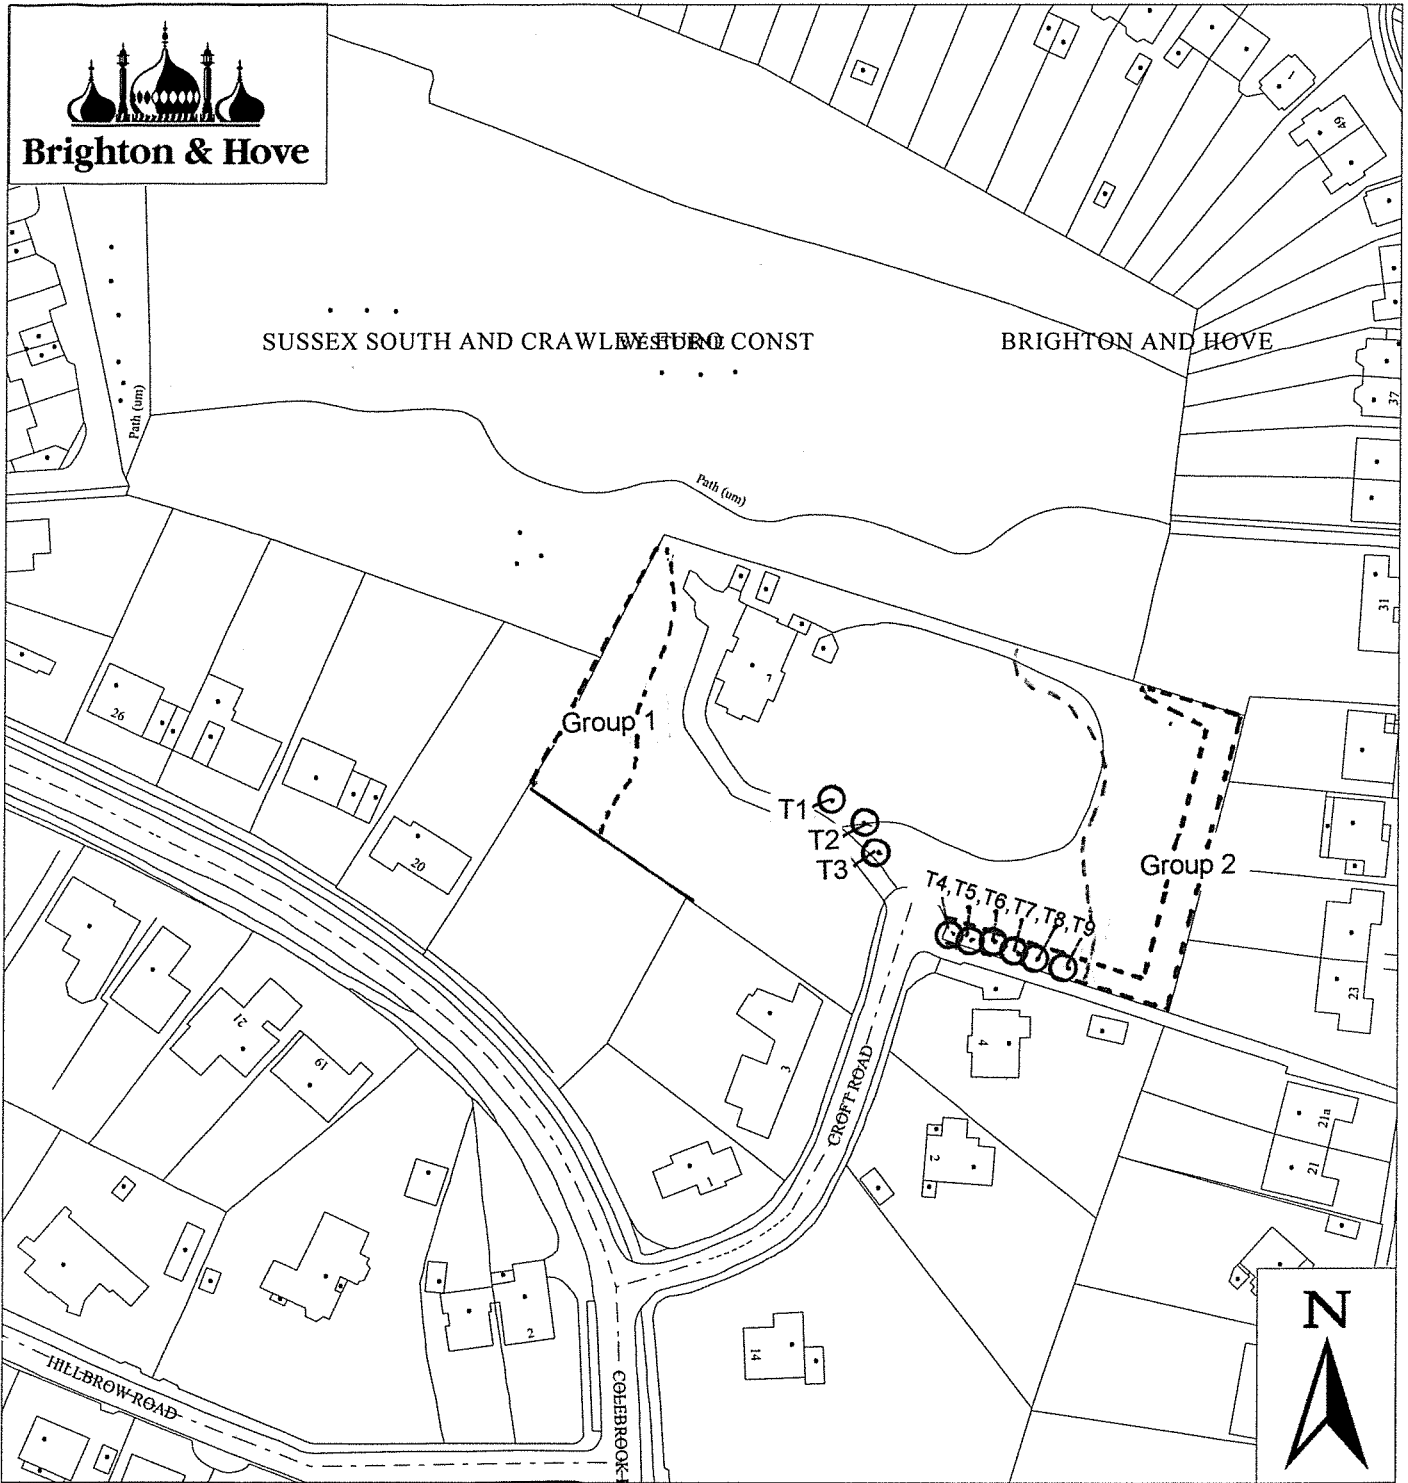 Brighton & Hove
1
49
SUSSEX SOUTH AND CRAWLEY EURO CONST
BRIGHTON AND HOVE
37
Path (um)
Path (um)
31
7
26
Group 1
T1
T2
T3
Group 2
20
T4,T5,T6,T7,T8,T9
23
21
19
3
4
CROFT ROAD
2
21a
21
1
2
14
HILLBROW ROAD
COLEBROOK
N